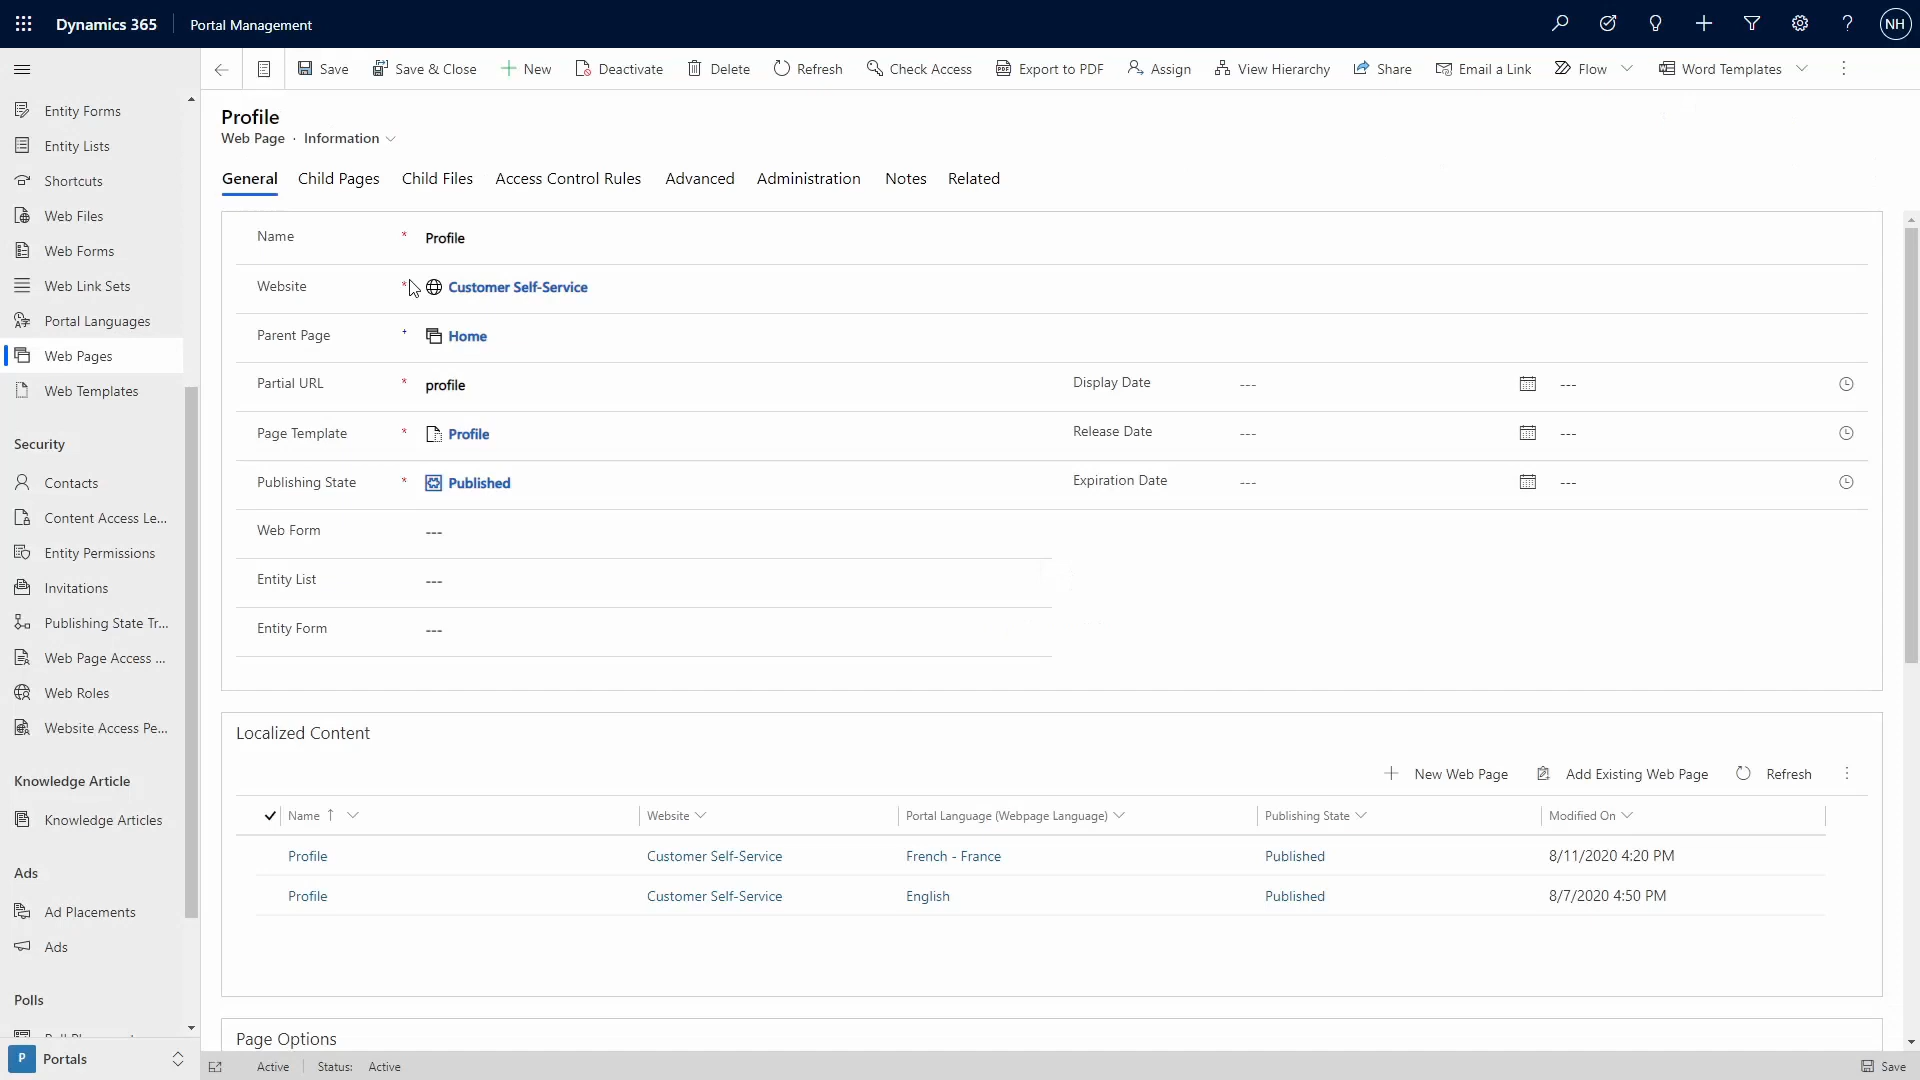 Dynamics 365
Portal Management
NH
Save
Save & Close
New
Deactivate
Delete
Refresh
Check Access
Export to PDF
Assign
View Hierarchy
Share
Email a Link
Flow
Word Templates
Entity Forms
Entity Lists
Shortcuts
Web Files
Web Forms
Web Link Sets
Portal Languages
Web Pages
Web Templates
Security
Contacts
Content Access Le...
Entity Permissions
Invitations
Publishing State Tr...
Web Page Access ...
Web Roles
Website Access Pe...
Knowledge Article
Knowledge Articles
Ads
Ad Placements
Ads
Polls
P Portals
Profile
Web Page · Information
General Child Pages Child Files Access Control Rules Advanced Administration Notes Related
Name * Profile
Website * Customer Self-Service
Parent Page + Home
Partial URL * profile
Display Date --- ---
Page Template * Profile
Release Date --- ---
Publishing State * Published
Expiration Date --- ---
Web Form ---
Entity List ---
Entity Form ---
Localized Content
New Web Page Add Existing Web Page Refresh
Name ↑ Website Portal Language (Webpage Language) Publishing State Modified On
Profile Customer Self-Service French - France Published 8/11/2020 4:20 PM
Profile Customer Self-Service English Published 8/7/2020 4:50 PM
Page Options
Active Status: Active
Save